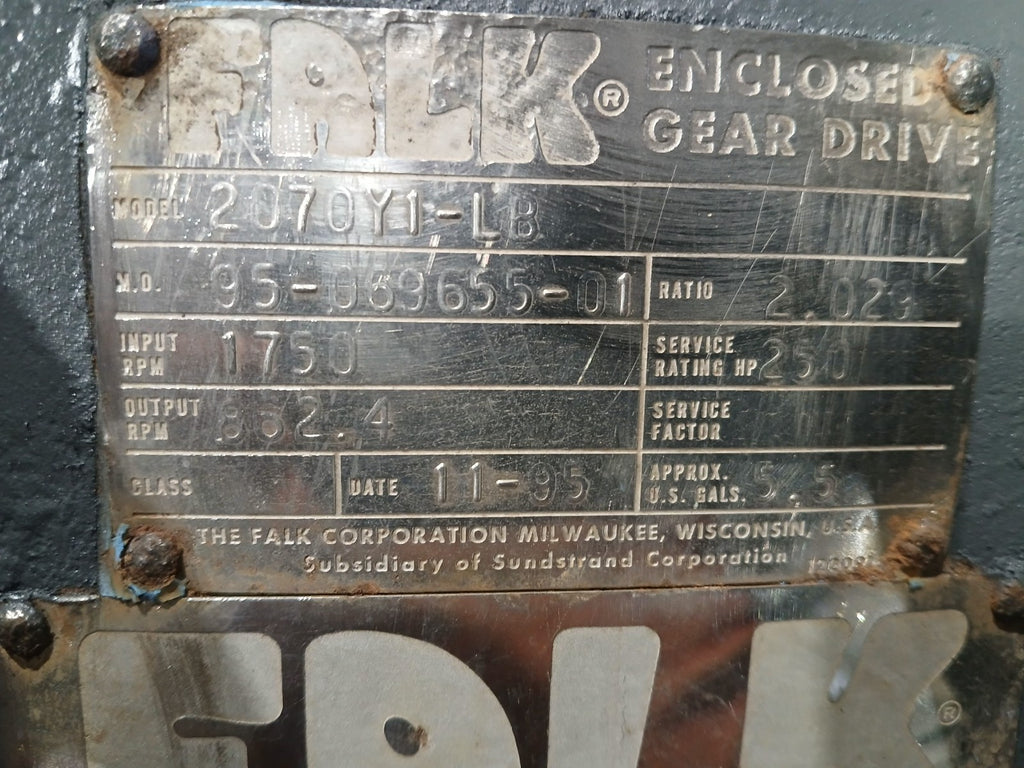 FALK® ENCLOSED GEAR DRIVE
MODEL 2070Y1-LB
M.O. 95-069655-01 RATIO 2.029
INPUT RPM 1750 SERVICE RATING HP 250
OUTPUT RPM 862.4 SERVICE FACTOR
CLASS DATE 11-95 APPROX. U.S. GALS. 5.5
THE FALK CORPORATION MILWAUKEE, WISCONSIN, U.S.
Subsidiary of Sundstrand Corporation
FALK®